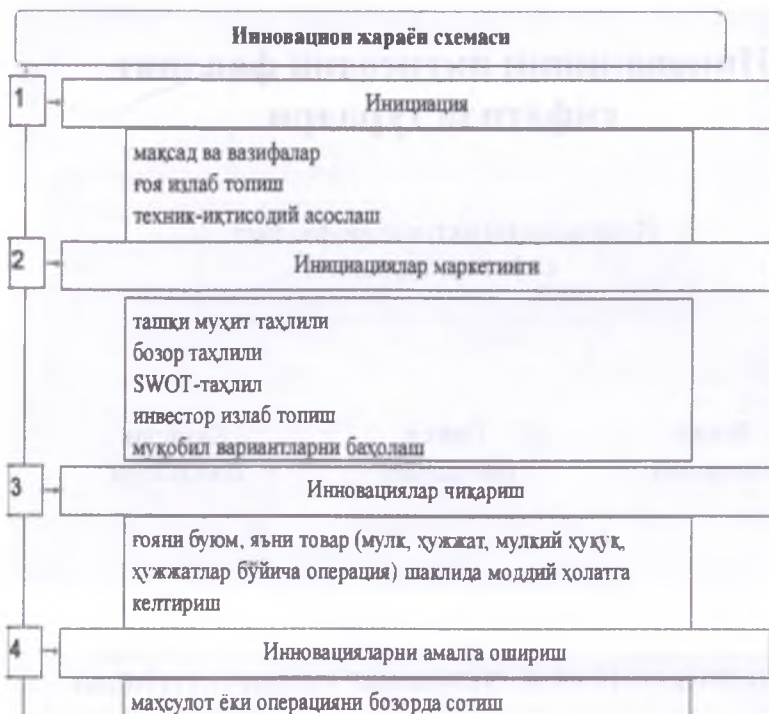 Инновацион жараён схемаси
1 Инициация
мақсад ва вазифалар
ғоя излаб топиш
техник-иқтисодий асослаш
2 Инициациялар маркетинги
ташқи муҳит таҳлили
бозор таҳлили
SWOT-таҳлил
инвестор излаб топиш
муқобил вариантларни баҳолаш
3 Инновациялар чиқариш
ғояни буюм, яъни товар (мулк, ҳужжат, мулкий ҳуқуқ,
ҳужжатлар бўйича операция) шаклида моддий ҳолатга
келтириш
4 Инновацияларни амалга ошириш
маҳсулот ёки операцияни бозорда сотиш